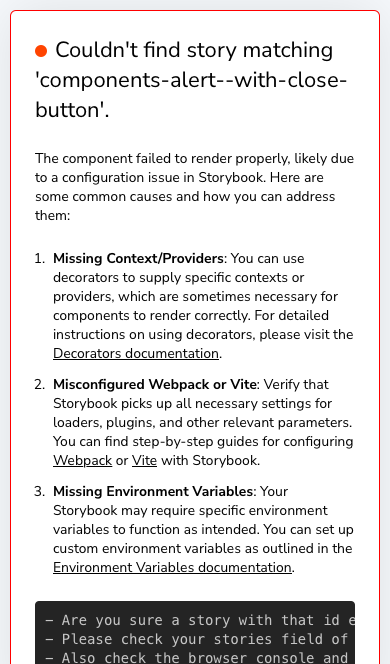 Couldn't find story matching
'components-alert--with-close-
button'.
The component failed to render properly, likely due
to a configuration issue in Storybook. Here are
some common causes and how you can address
them:
1. Missing Context/Providers: You can use
decorators to supply specific contexts or
providers, which are sometimes necessary for
components to render correctly. For detailed
instructions on using decorators, please visit the
Decorators documentation.
2. Misconfigured Webpack or Vite: Verify that
Storybook picks up all necessary settings for
loaders, plugins, and other relevant parameters.
You can find step-by-step guides for configuring
Webpack or Vite with Storybook.
3. Missing Environment Variables: Your
Storybook may require specific environment
variables to function as intended. You can set up
custom environment variables as outlined in the
Environment Variables documentation.
– Are you sure a story with that id e
– Please check your stories field of
– Also check the browser console and